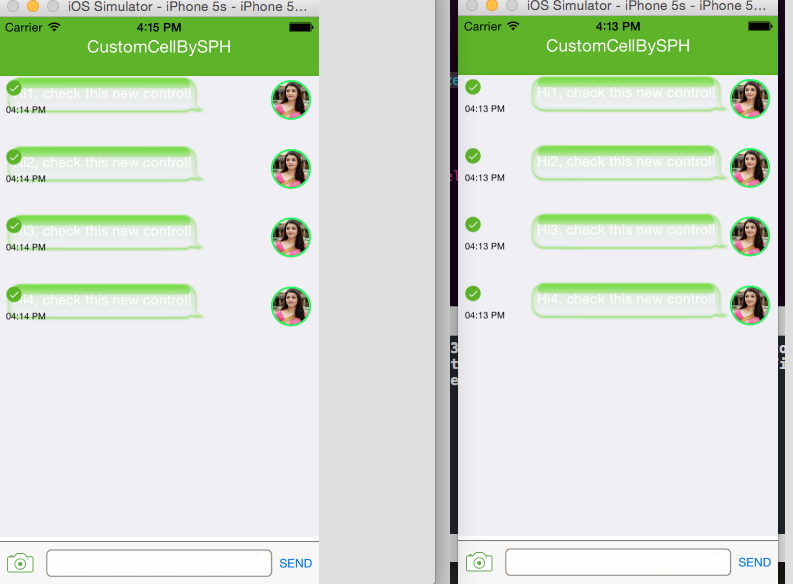 iOS Simulator - iPhone 5s - iPhone 5...
Carrier 4:15 PM
CustomCellBySPH
Hi1, check this new control!
04:14 PM
Hi2, check this new control!
04:14 PM
Hi3, check this new control!
04:14 PM
Hi4, check this new control!
04:14 PM
SEND
iOS Simulator - iPhone 5s - iPhone 5...
Carrier 4:13 PM
CustomCellBySPH
Hi1, check this new control!
04:13 PM
Hi2, check this new control!
04:13 PM
Hi3, check this new control!
04:13 PM
Hi4, check this new control!
04:13 PM
SEND